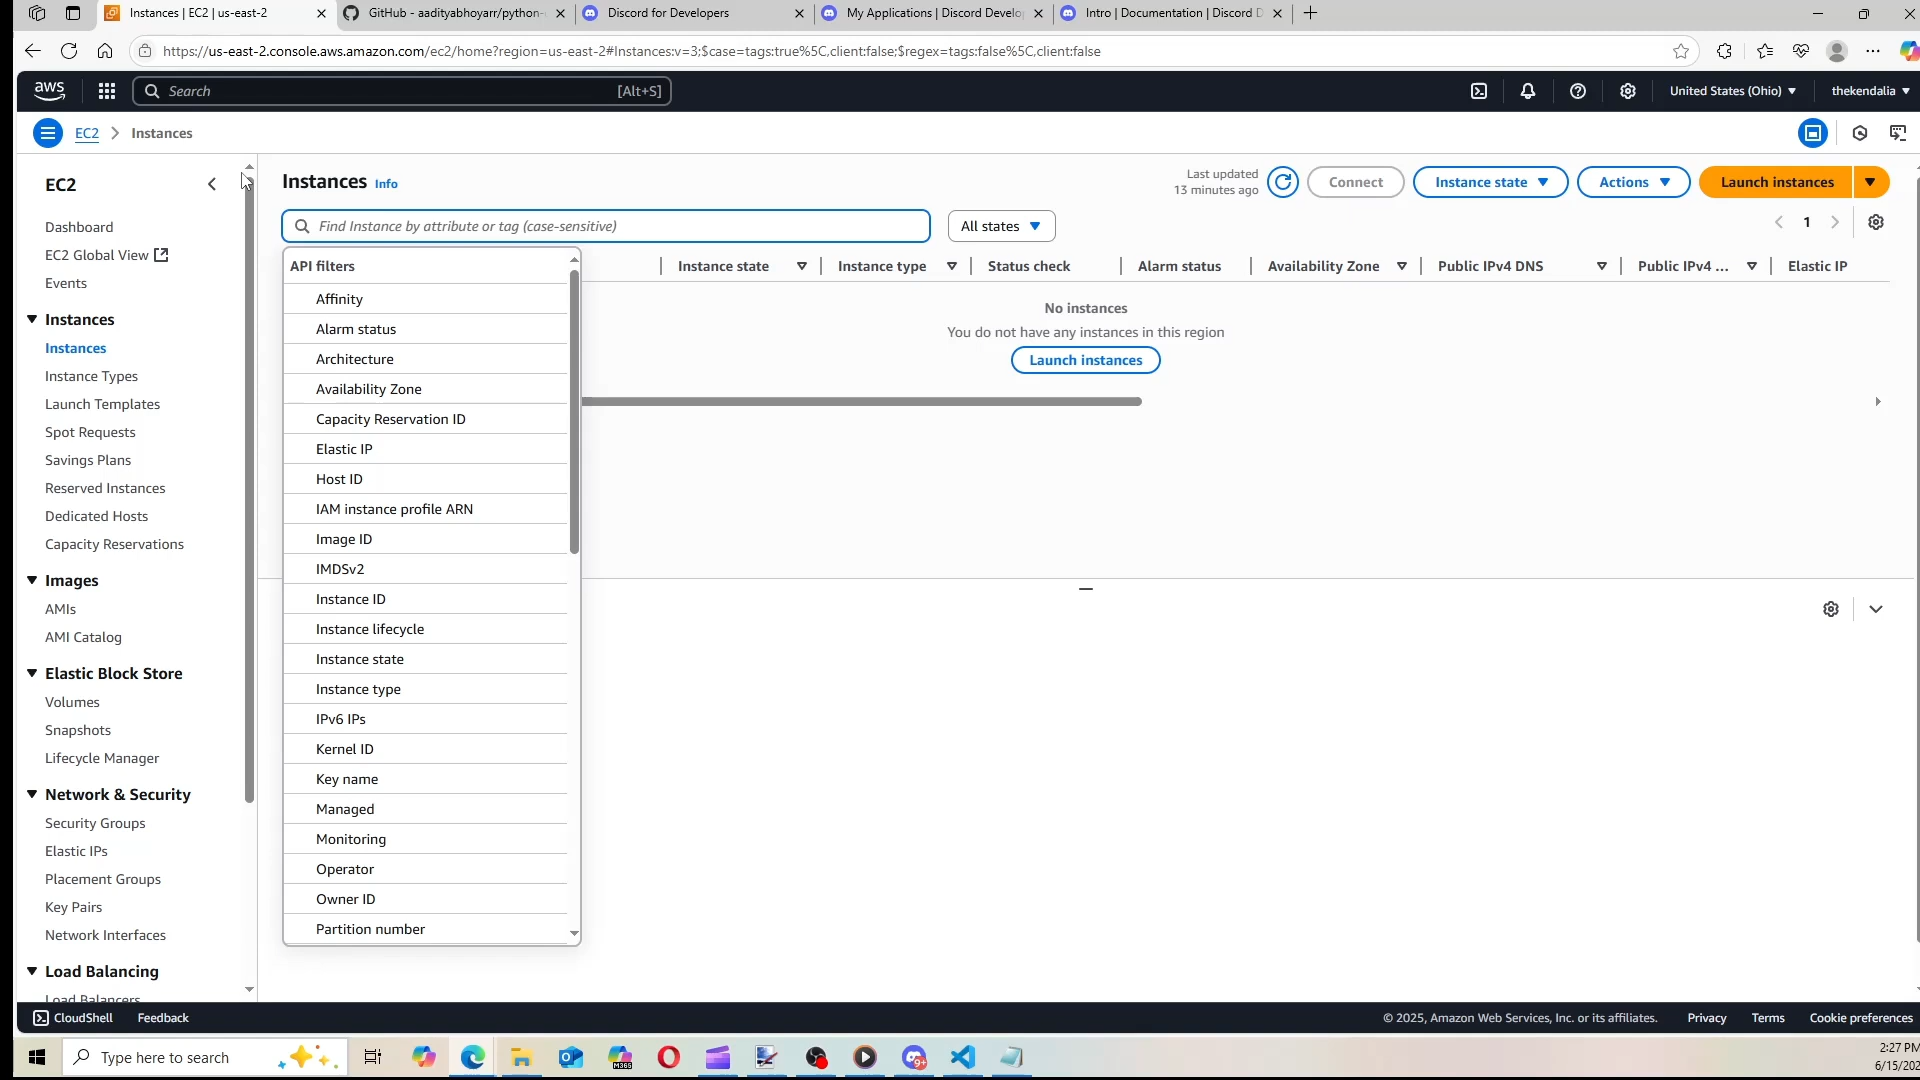 Instances | EC2 | us-east-2
GitHub - aadityabhoyarr/python-
Discord for Developers
My Applications | Discord Develo
Intro | Documentation | Discord D
https://us-east-2.console.aws.amazon.com/ec2/home?region=us-east-2#Instances:v=3;$case=tags:true%5C,client:false;$regex=tags:false%5C,client:false
aws
Search
[Alt+S]
United States (Ohio)
thekendalia
EC2
Instances
EC2
Dashboard
EC2 Global View
Events
Instances
Instances
Instance Types
Launch Templates
Spot Requests
Savings Plans
Reserved Instances
Dedicated Hosts
Capacity Reservations
Images
AMIs
AMI Catalog
Elastic Block Store
Volumes
Snapshots
Lifecycle Manager
Network & Security
Security Groups
Elastic IPs
Placement Groups
Key Pairs
Network Interfaces
Load Balancing
Load Balancers
Instances Info
Last updated
13 minutes ago
Connect
Instance state
Actions
Launch instances
Find Instance by attribute or tag (case-sensitive)
All states
1
Instance state
Instance type
Status check
Alarm status
Availability Zone
Public IPv4 DNS
Public IPv4 ...
Elastic IP
No instances
You do not have any instances in this region
Launch instances
API filters
Affinity
Alarm status
Architecture
Availability Zone
Capacity Reservation ID
Elastic IP
Host ID
IAM instance profile ARN
Image ID
IMDSv2
Instance ID
Instance lifecycle
Instance state
Instance type
IPv6 IPs
Kernel ID
Key name
Managed
Monitoring
Operator
Owner ID
Partition number
CloudShell
Feedback
© 2025, Amazon Web Services, Inc. or its affiliates.
Privacy
Terms
Cookie preferences
Type here to search
M365
9+
2:27 PM
6/15/202